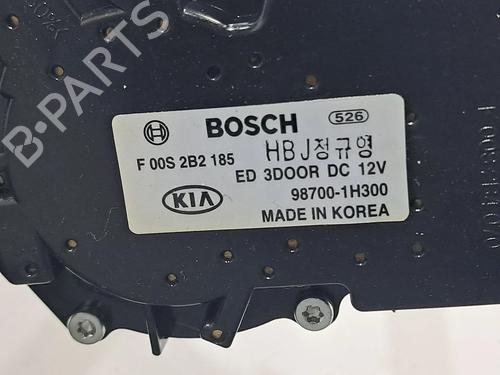 BOSCH 526
F 00S 2B2 185 HBJ정규영
ED 3DOOR DC 12V
KIA 98700-1H300
MADE IN KOREA
B-PARTS